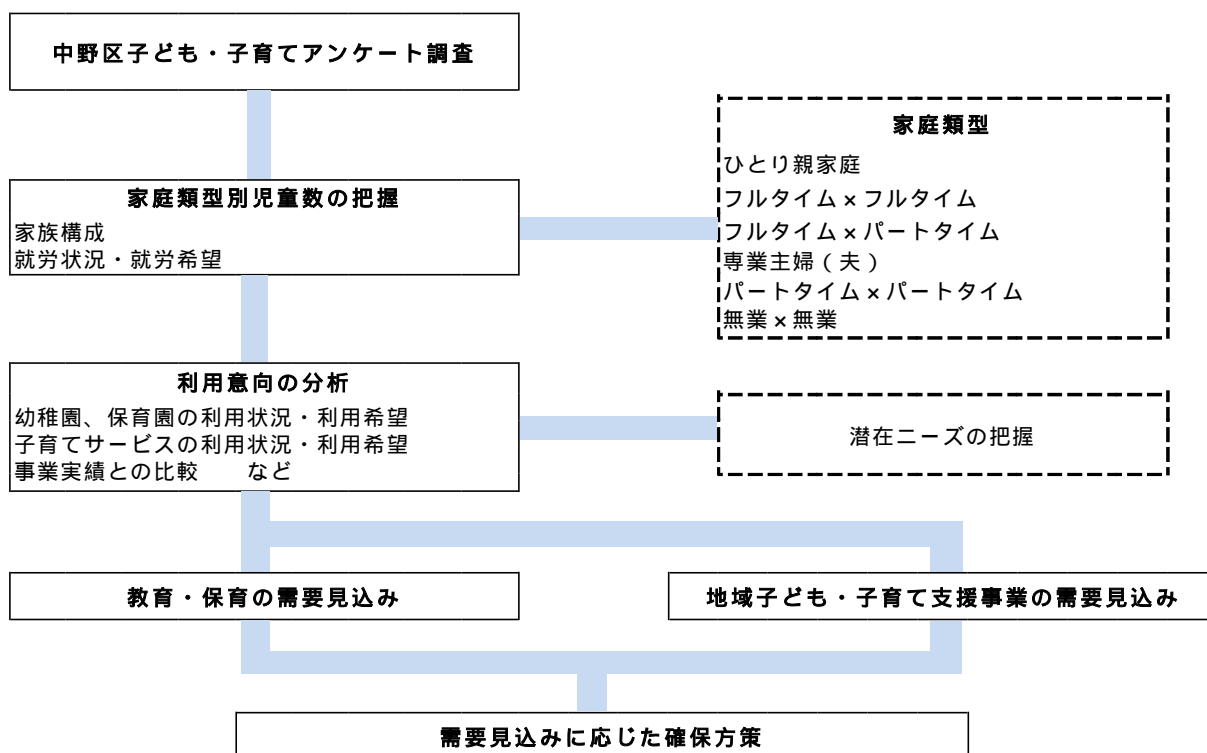 中野区子ども・子育てアンケート調査
家庭類型別児童数の把握
家族構成
就労状況・就労希望
家庭類型
ひとり親家庭
フルタイム×フルタイム
フルタイム×パートタイム
専業主婦(夫)
パートタイム×パートタイム
無業×無業
利用意向の分析
幼稚園、保育園の利用状況・利用希望
子育てサービスの利用状況・利用希望
事業実績との比較　　など
潜在ニーズの把握
教育・保育の需要見込み
地域子ども・子育て支援事業の需要見込み
需要見込みに応じた確保方策